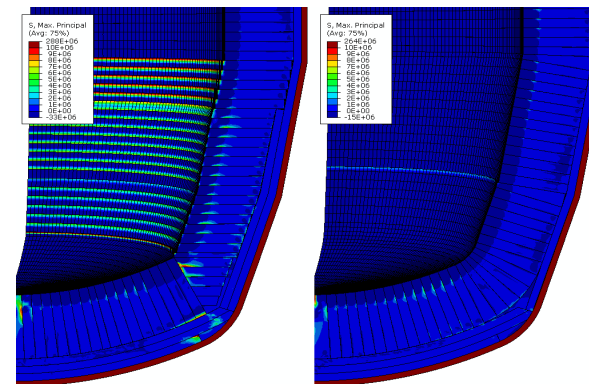 S, Max. Principal
(Avg: 75%)
288E+06
10E+06
9E+06
8E+06
7E+06
6E+06
5E+06
4E+06
3E+06
2E+06
1E+06
0E+00
-33E+06
S, Max. Principal
(Avg: 75%)
264E+06
10E+06
9E+06
8E+06
7E+06
6E+06
5E+06
4E+06
3E+06
2E+06
1E+06
0E+00
-15E+06